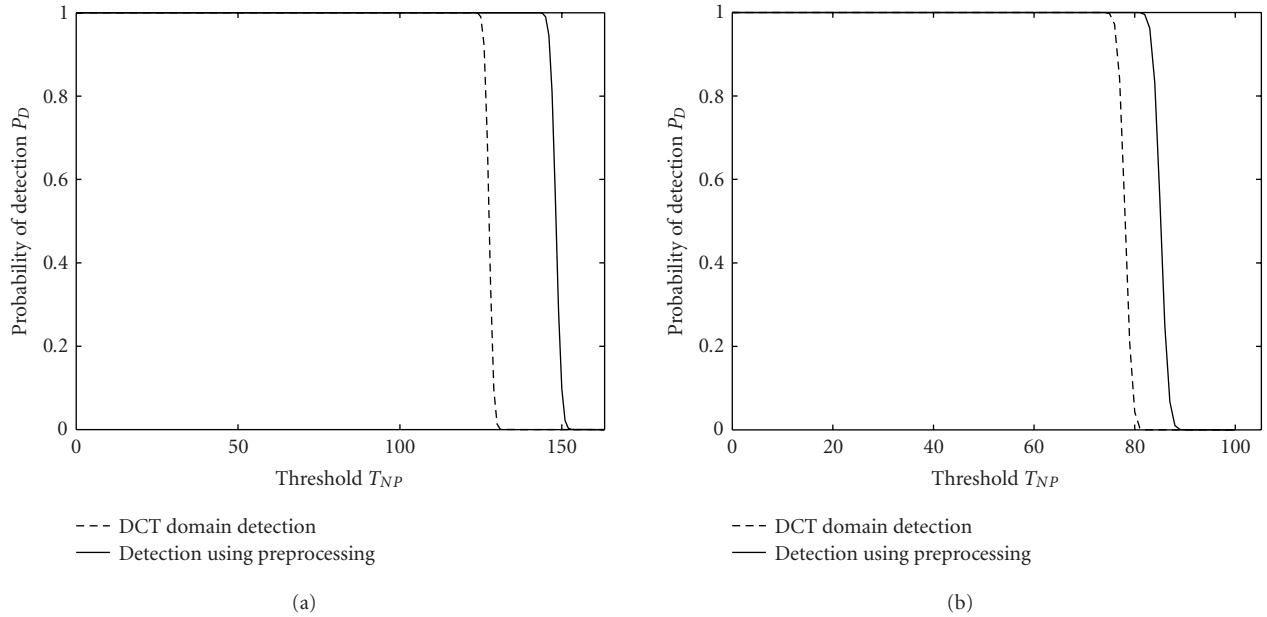 1
0.8
0.6
0.4
0.2
0
Probability of detection P_D
0 50 100 150
Threshold T_NP
DCT domain detection
Detection using preprocessing
(a)
1
0.8
0.6
0.4
0.2
0
Probability of detection P_D
0 20 40 60 80 100
Threshold T_NP
DCT domain detection
Detection using preprocessing
(b)